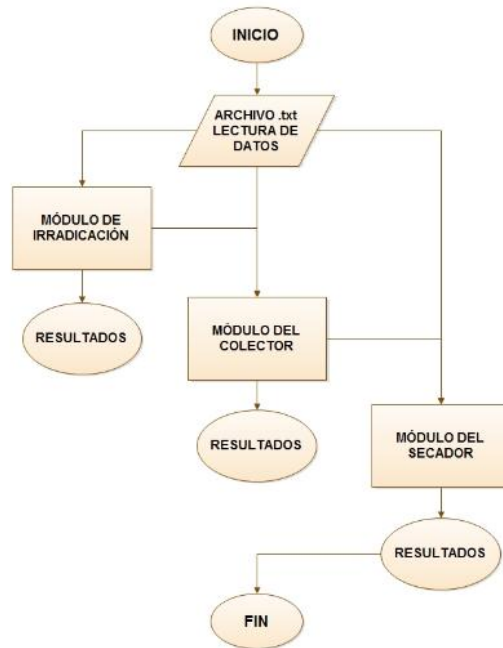 INICIO
ARCHIVO .txt
LECTURA DE
DATOS
MÓDULO DE
IRRADICACIÓN
RESULTADOS
MÓDULO DEL
COLECTOR
RESULTADOS
MÓDULO DEL
SECADOR
RESULTADOS
FIN